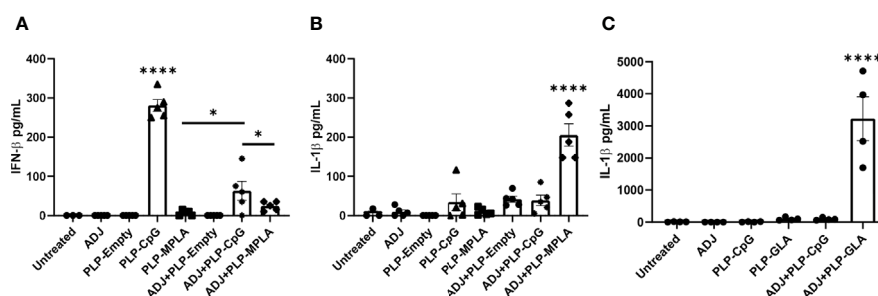 A
IFN-β pg/mL
400
300
200
100
0
****
*
*
Untreated
ADJ
PLP-Empty
PLP-CpG
PLP-MPLA
ADJ+PLP-Empty
ADJ+PLP-CpG
ADJ+PLP-MPLA
B
IL-1β pg/mL
400
300
200
100
0
****
Untreated
ADJ
PLP-Empty
PLP-CpG
PLP-MPLA
ADJ+PLP-Empty
ADJ+PLP-CpG
ADJ+PLP-MPLA
C
IL-1β pg/mL
5000
4000
3000
2000
1000
0
****
Untreated
ADJ
PLP-CpG
PLP-GLA
ADJ+PLP-CpG
ADJ+PLP-GLA